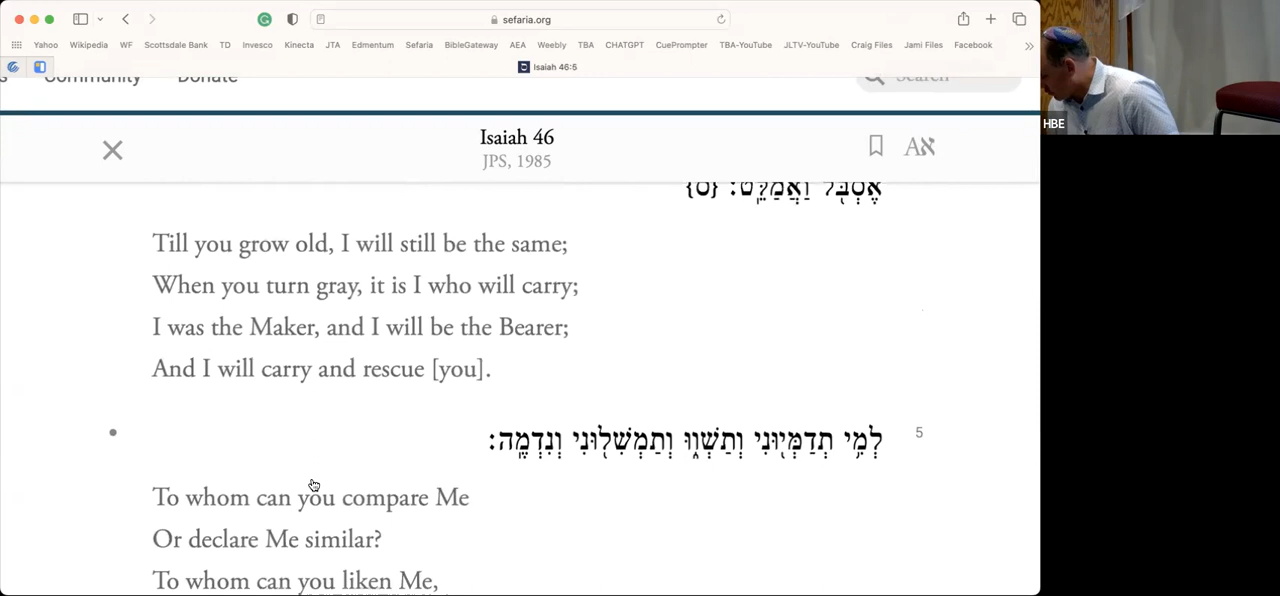 sefaria.org
Yahoo Wikipedia WF Scottsdale Bank TD Invesco Kinecta JTA Edmentum Sefaria BibleGateway AEA Weebly TBA CHATGPT CuePrompter TBA-YouTube JLTV-YouTube Craig Files Jami Files Facebook
Isaiah 46:5
Community Donate Search
Isaiah 46
JPS, 1985
HBE
אֶסְבֹּ֖ל וַאֲמַלֵּֽט׃ {ס}
Till you grow old, I will still be the same;
When you turn gray, it is I who will carry;
I was the Maker, and I will be the Bearer;
And I will carry and rescue [you].
5 לְמִ֥י תְדַמְּי֖וּנִי וְתַשְׁו֑וּ וְתַמְשִׁל֖וּנִי וְנִדְמֶֽה׃
To whom can you compare Me
Or declare Me similar?
To whom can you liken Me,